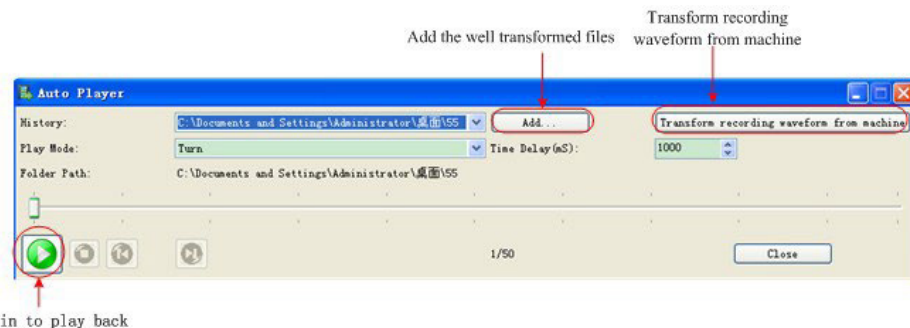 Transform recording
waveform from machine
Add the well transformed files
Auto Player
History: C:\Documents and Settings\Administrator\桌面\55 Add... Transform recording waveform from machine
Play Mode: Turn Time Delay(mS): 1000
Folder Path: C:\Documents and Settings\Administrator\桌面\55
1/50 Close
in to play back